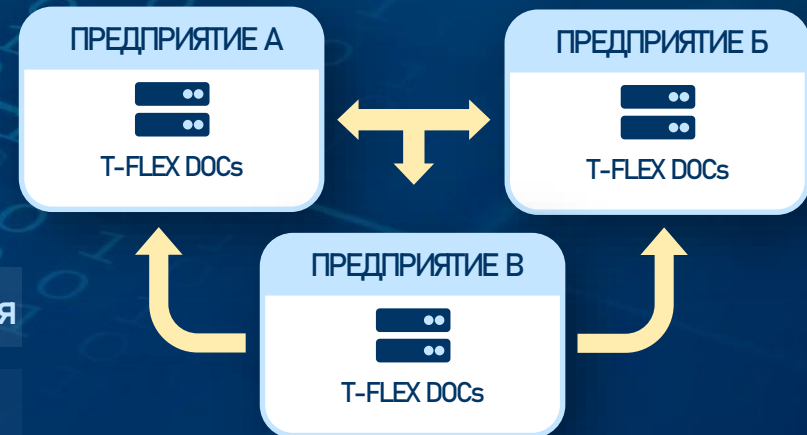 ПРЕДПРИЯТИЕ А
T-FLEX DOCs
ПРЕДПРИЯТИЕ Б
T-FLEX DOCs
ПРЕДПРИЯТИЕ В
T-FLEX DOCs
я